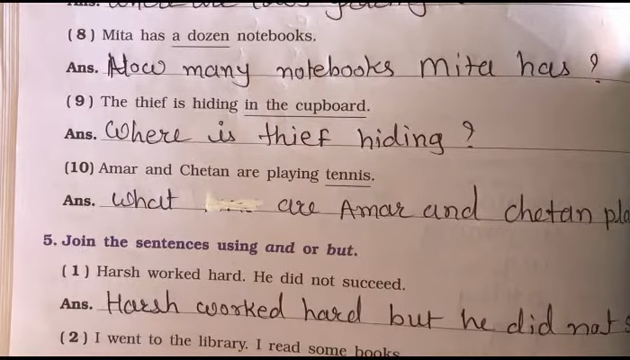 (8) Mita has a dozen notebooks.
Ans. How many notebooks Mita has ?
(9) The thief is hiding in the cupboard.
Ans. Where is thief hiding ?
(10) Amar and Chetan are playing tennis.
Ans. What are Amar and chetan pla
5. Join the sentences using and or but.
(1) Harsh worked hard. He did not succeed.
Ans. Harsh worked hard but he did not s
(2) I went to the library. I read some books.